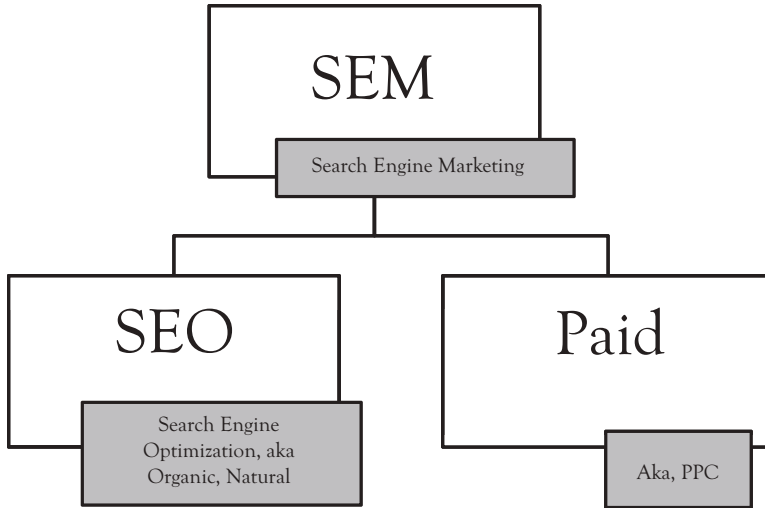 SEM
Search Engine Marketing
SEO
Search Engine
Optimization, aka
Organic, Natural
Paid
Aka, PPC